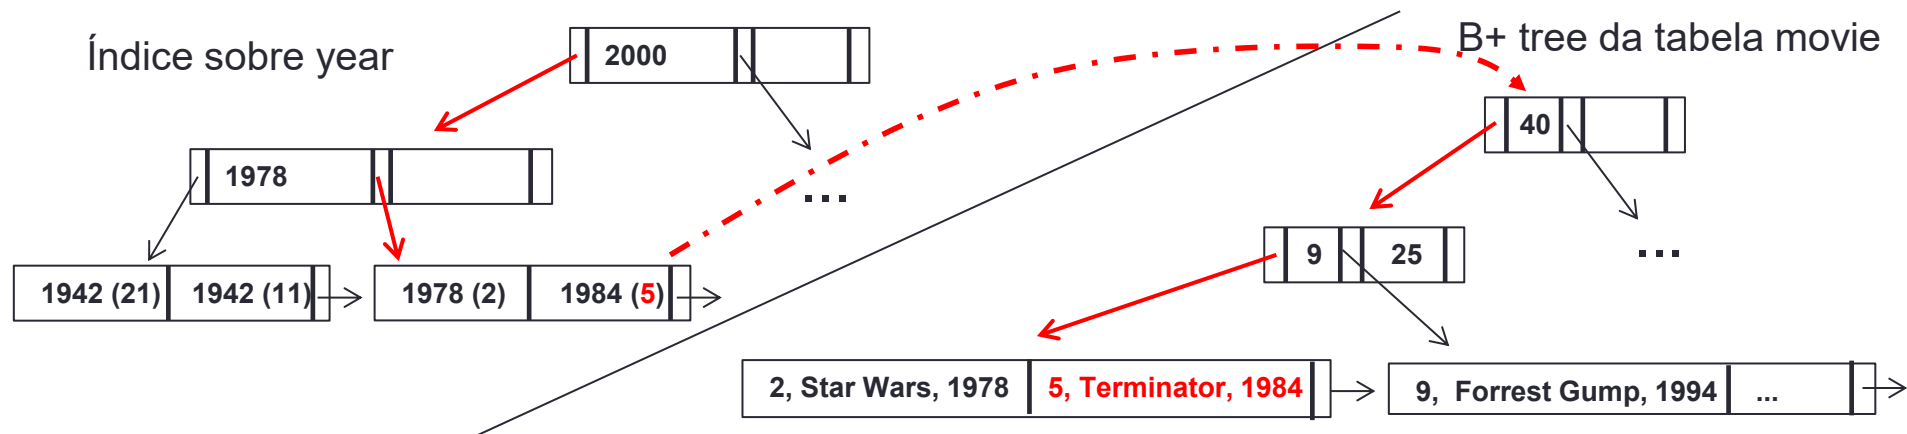 Índice sobre year
2000
1978
...
1942 (21) 1942 (11) 1978 (2) 1984 (5)
B+ tree da tabela movie
40
9 25
...
2, Star Wars, 1978 5, Terminator, 1984 9, Forrest Gump, 1994 ...